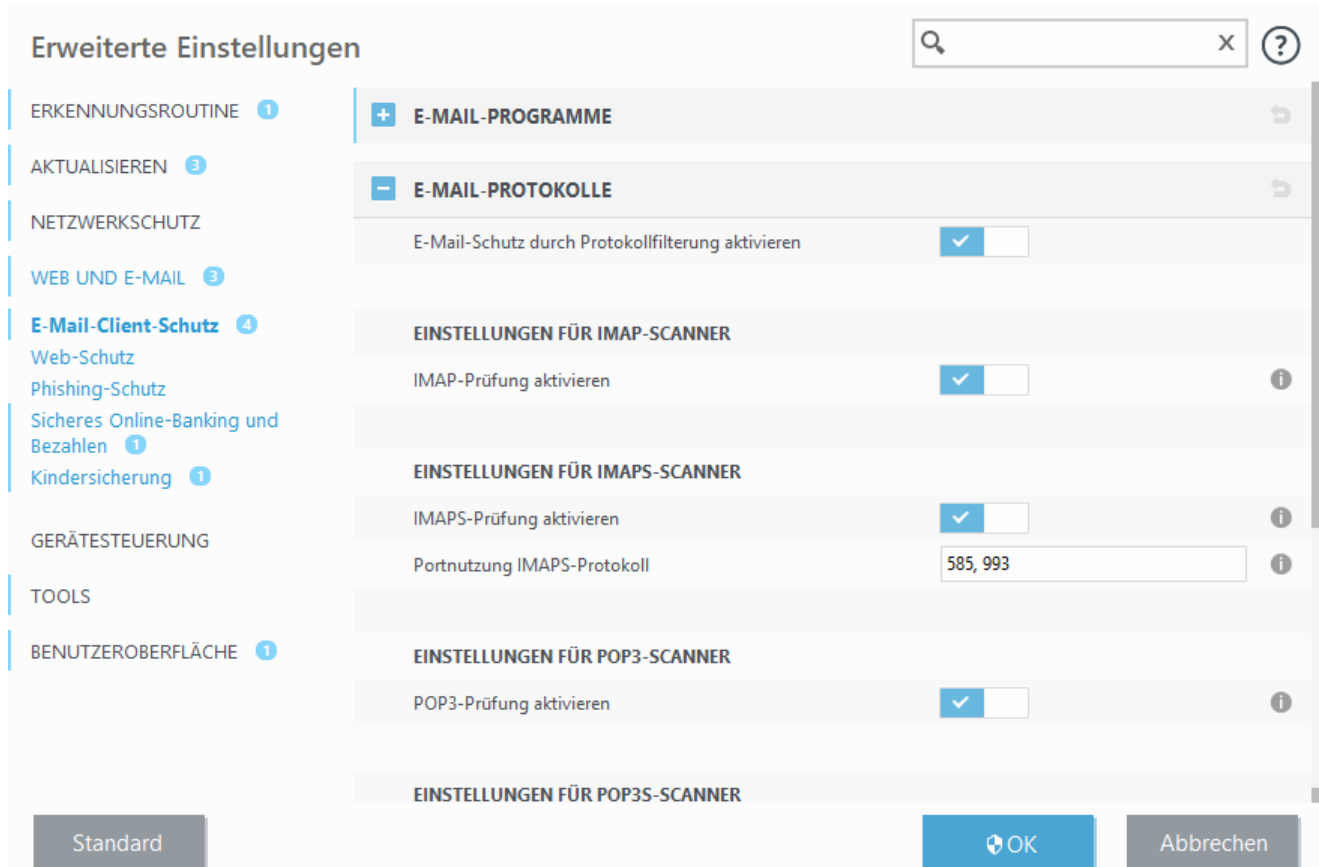 Erweiterte Einstellungen
x
?
ERKENNUNGSROUTINE 1
AKTUALISIEREN 3
NETZWERKSCHUTZ
WEB UND E-MAIL 3
E-Mail-Client-Schutz 4
Web-Schutz
Phishing-Schutz
Sicheres Online-Banking und
Bezahlen 1
Kindersicherung 1
GERÄTESTEUERUNG
TOOLS
BENUTZEROBERFLÄCHE 1
E-MAIL-PROGRAMME
E-MAIL-PROTOKOLLE
E-Mail-Schutz durch Protokollfilterung aktivieren
EINSTELLUNGEN FÜR IMAP-SCANNER
IMAP-Prüfung aktivieren
EINSTELLUNGEN FÜR IMAPS-SCANNER
IMAPS-Prüfung aktivieren
Portnutzung IMAPS-Protokoll 585, 993
EINSTELLUNGEN FÜR POP3-SCANNER
POP3-Prüfung aktivieren
EINSTELLUNGEN FÜR POP3S-SCANNER
Standard
OK
Abbrechen